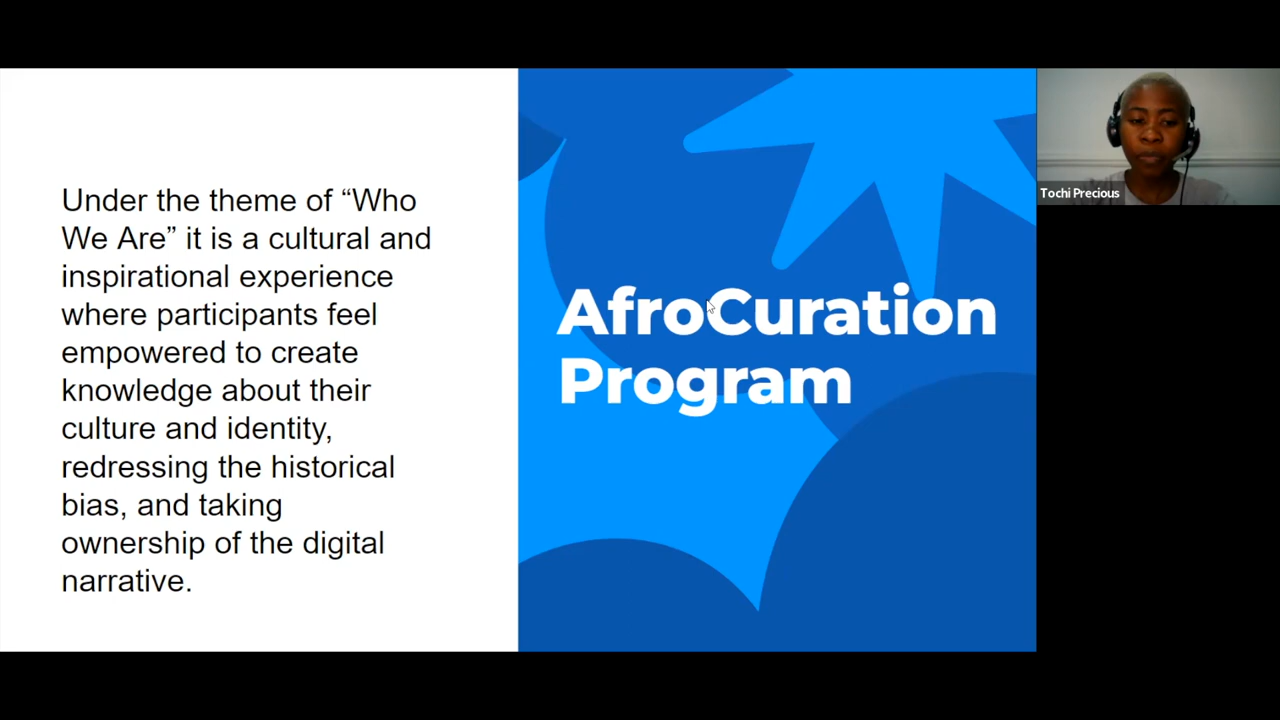 Under the theme of “Who
We Are” it is a cultural and
inspirational experience
where participants feel
empowered to create
knowledge about their
culture and identity,
redressing the historical
bias, and taking
ownership of the digital
narrative.
AfroCuration
Program
Tochi Precious